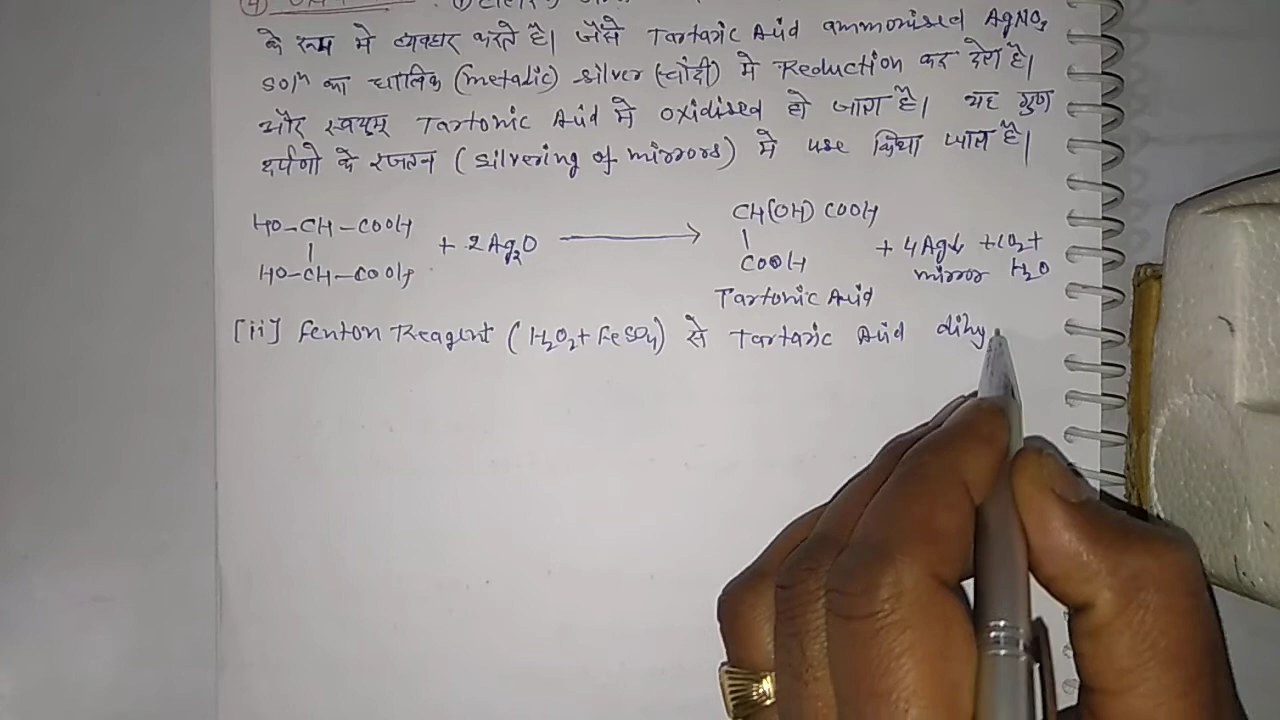 के रूप मे व्यवहार करते है। जैसे Tartaric Acid ammonised AgNO3
Solⁿ का धात्विक (metalic) silver (चाँदी) मे Reduction कर देता है।
और स्वयम् Tartonic Acid मे oxidised हो जाता है। यह गुण
दर्पणो के रजतन (silvering of mirrors) मे use किया जाता है।
HO-CH-COOH + 2Ag2O ⟶ CH(OH) COOH + 4Ag↓ + CO2 + H2O
HO-CH-COOH COOH mirror
Tartonic Acid
[ii] Fenton Reagent (H2O2 + FeSO4) से Tartaric Acid dihy